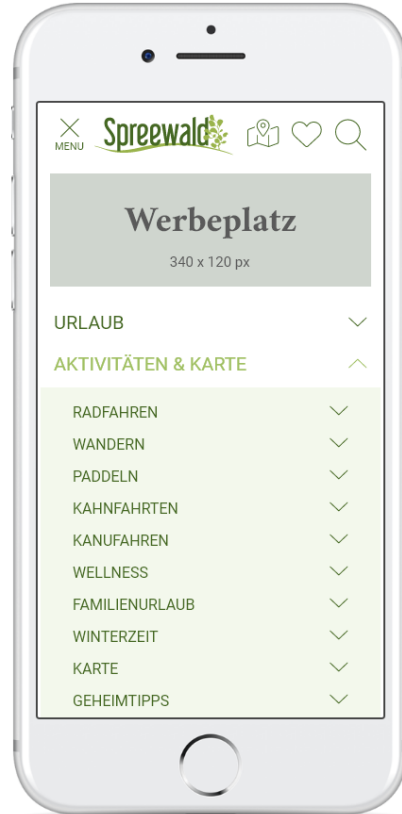 MENU
Spreewald
Werbeplatz
340 x 120 px
URLAUB
AKTIVITÄTEN & KARTE
RADFAHREN
WANDERN
PADDELN
KAHNFAHRTEN
KANUFAHREN
WELLNESS
FAMILIENURLAUB
WINTERZEIT
KARTE
GEHEIMTIPPS